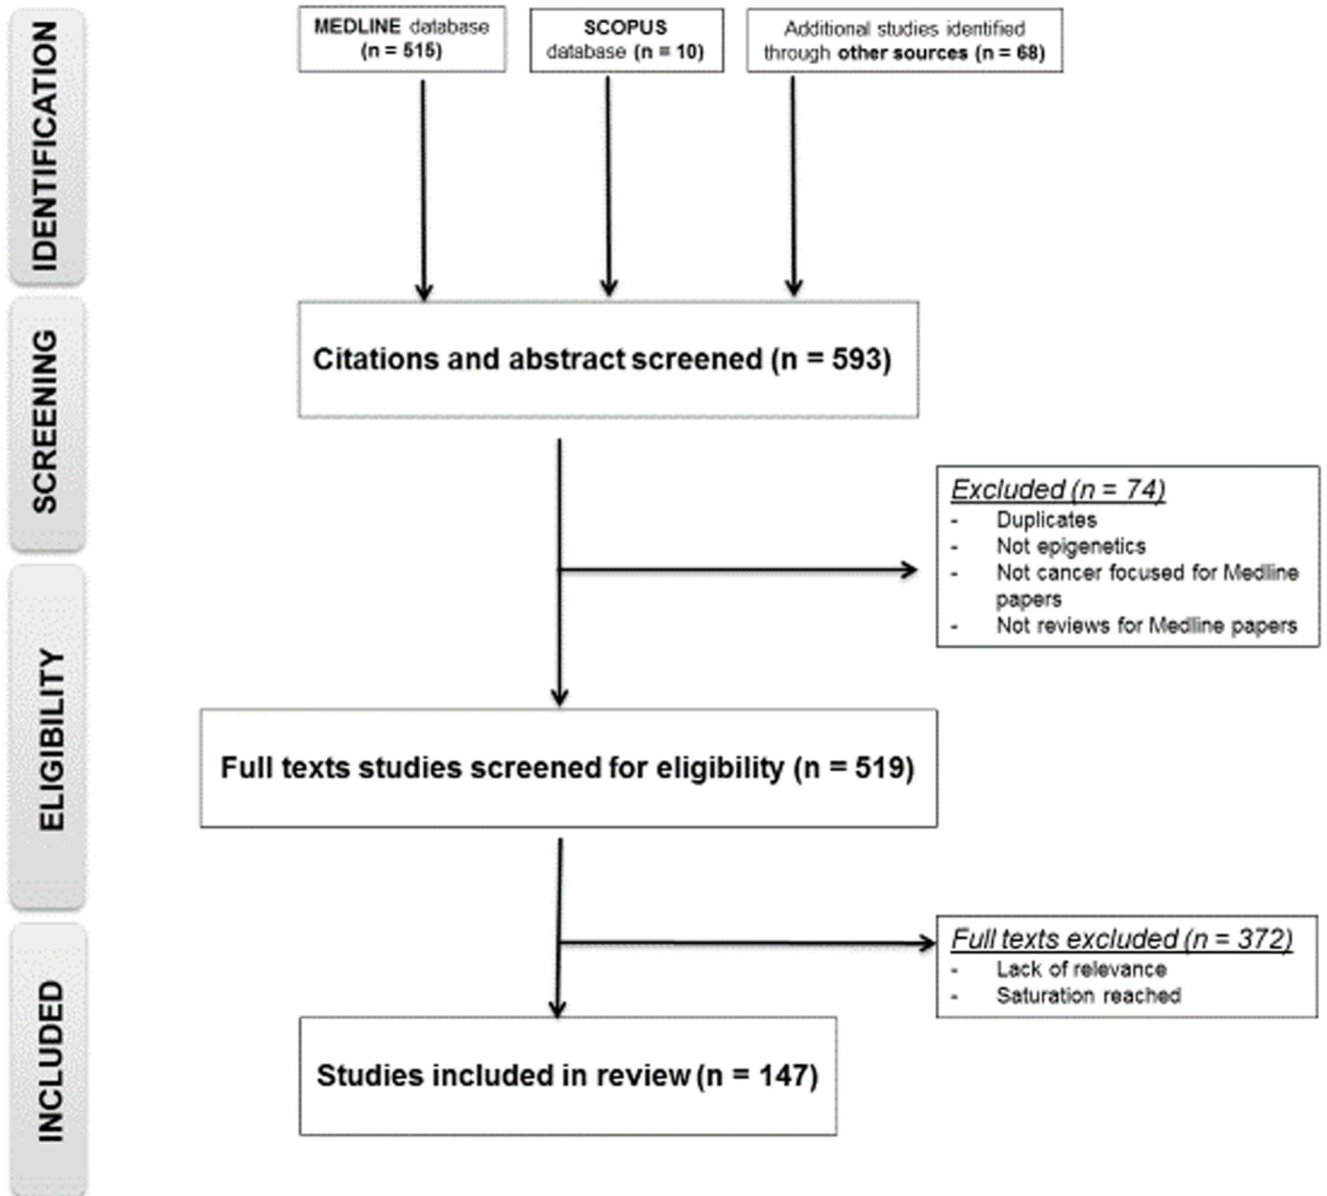 IDENTIFICATION
MEDLINE database
(n = 515)
SCOPUS
database (n = 10)
Additional studies identified
through other sources (n = 68)
SCREENING
Citations and abstract screened (n = 593)
Excluded (n = 74)
- Duplicates
- Not epigenetics
- Not cancer focused for Medline
papers
- Not reviews for Medline papers
ELIGIBILITY
Full texts studies screened for eligibility (n = 519)
Full texts excluded (n = 372)
- Lack of relevance
- Saturation reached
INCLUDED
Studies included in review (n = 147)